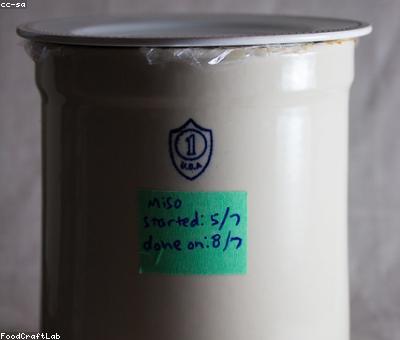 cc-sa
1
U.S.A
Miso
started: 5/7
done on: 8/7
FoodCraftLab